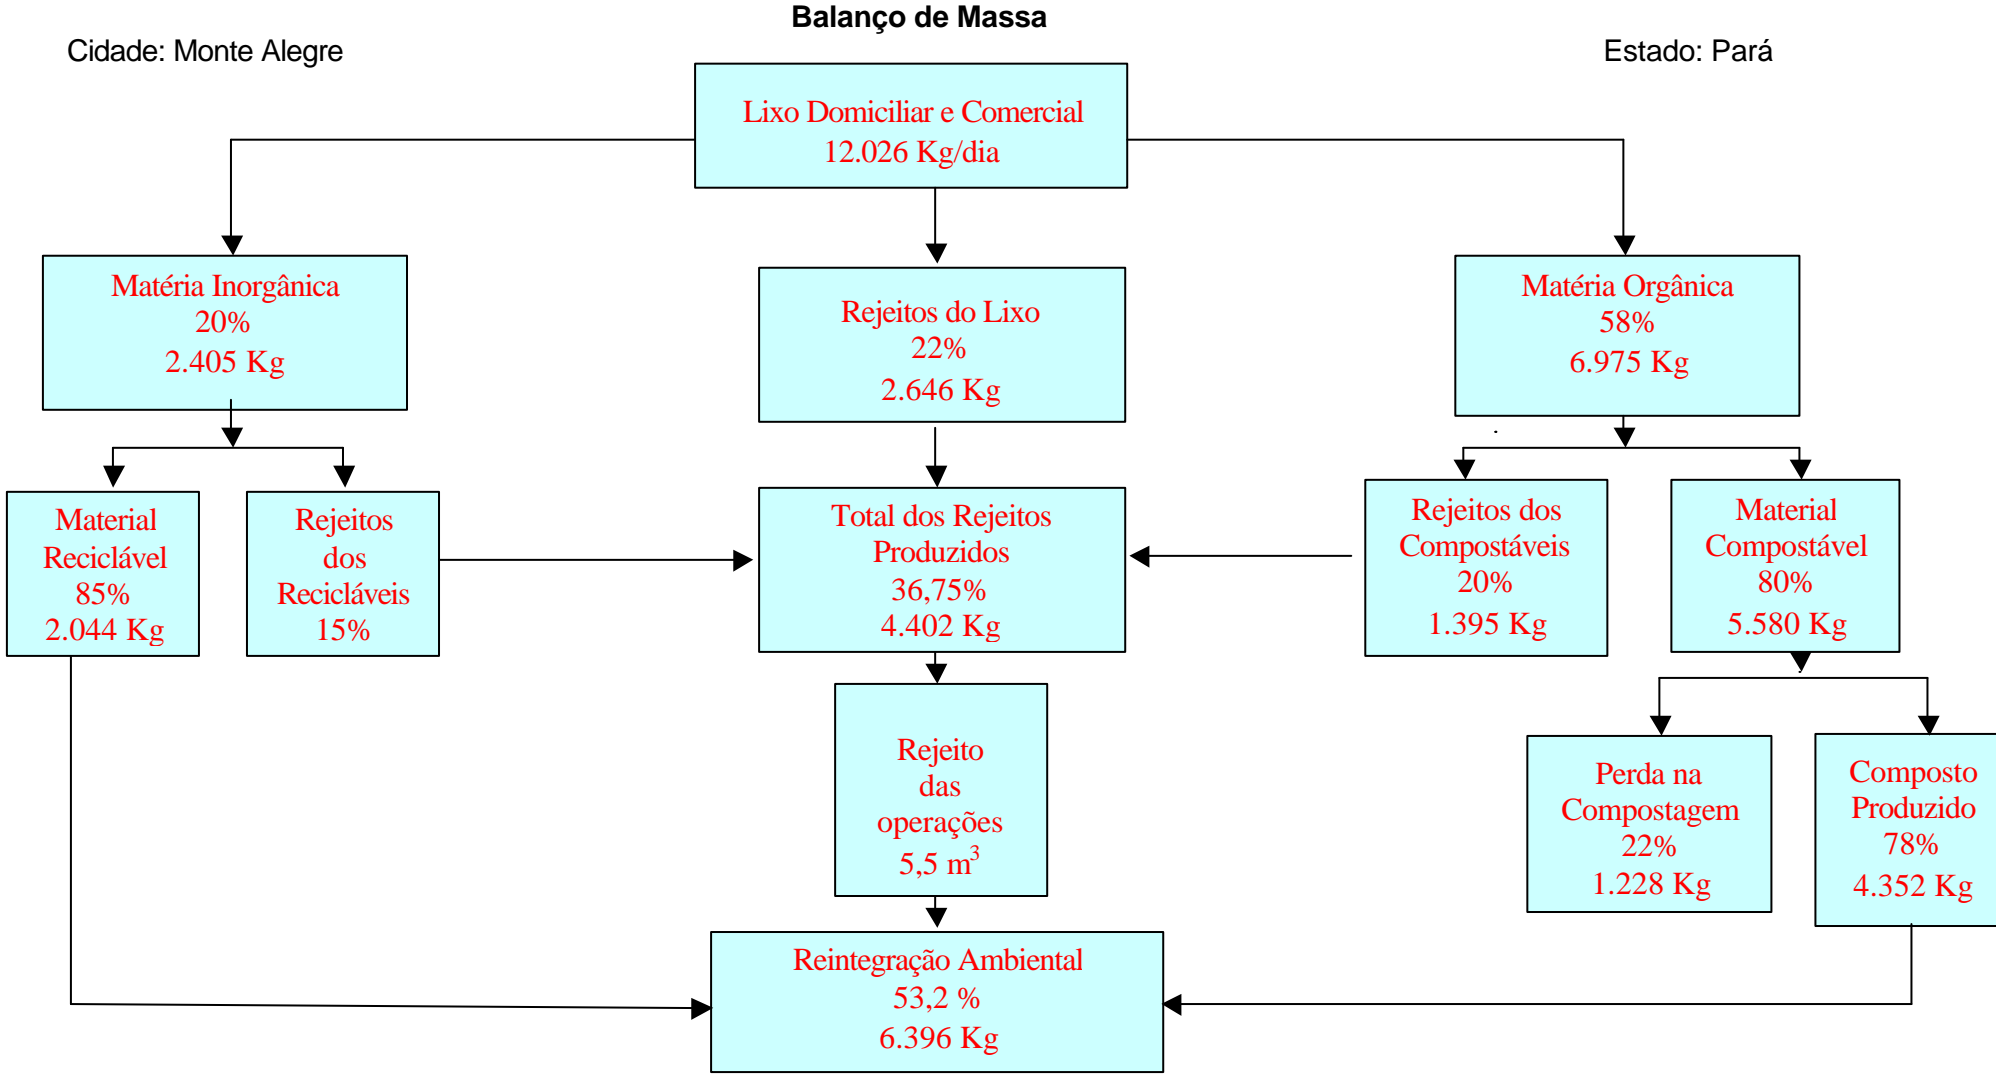 Balanço de Massa
Cidade: Monte Alegre
Estado: Pará
Lixo Domiciliar e Comercial
12.026 Kg/dia
Matéria Inorgânica
20%
2.405 Kg
Rejeitos do Lixo
22%
2.646 Kg
Matéria Orgânica
58%
6.975 Kg
Material
Reciclável
85%
2.044 Kg
Rejeitos
dos
Recicláveis
15%
Total dos Rejeitos
Produzidos
36,75%
4.402 Kg
Rejeitos dos
Compostáveis
20%
1.395 Kg
Material
Compostável
80%
5.580 Kg
Rejeito
das
operações
5,5 m³
Perda na
Compostagem
22%
1.228 Kg
Composto
Produzido
78%
4.352 Kg
Reintegração Ambiental
53,2 %
6.396 Kg